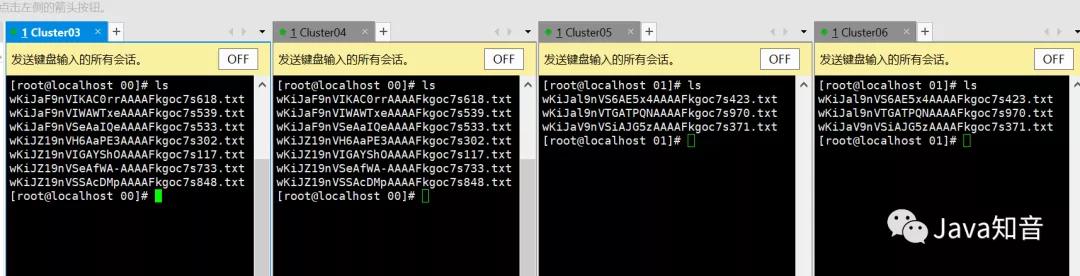 点击左侧的箭头按钮。
1 Cluster03
发送键盘输入的所有会话。 OFF
[root@localhost 00]# ls
wKiJaF9nVIKAC0rrAAAAFkgoc7s618.txt
wKiJaF9nVIWAWTxeAAAAFkgoc7s539.txt
wKiJaF9nVSeAaIQeAAAAFkgoc7s533.txt
wKiJZ19nVH6AaPE3AAAAFkgoc7s302.txt
wKiJZ19nVIGAYShOAAAAFkgoc7s117.txt
wKiJZ19nVSeAfWA-AAAAFkgoc7s733.txt
wKiJZ19nVSSAcDMpAAAAFkgoc7s848.txt
[root@localhost 00]#
1 Cluster04
发送键盘输入的所有会话。 OFF
[root@localhost 00]# ls
wKiJaF9nVIKAC0rrAAAAFkgoc7s618.txt
wKiJaF9nVIWAWTxeAAAAFkgoc7s539.txt
wKiJaF9nVSeAaIQeAAAAFkgoc7s533.txt
wKiJZ19nVH6AaPE3AAAAFkgoc7s302.txt
wKiJZ19nVIGAYShOAAAAFkgoc7s117.txt
wKiJZ19nVSeAfWA-AAAAFkgoc7s733.txt
wKiJZ19nVSSAcDMpAAAAFkgoc7s848.txt
[root@localhost 00]#
1 Cluster05
发送键盘输入的所有会话。 OFF
[root@localhost 01]# ls
wKiJal9nVS6AE5x4AAAAFkgoc7s423.txt
wKiJal9nVTGATPQNAAAAFkgoc7s970.txt
wKiJaV9nVSiAJG5zAAAAFkgoc7s371.txt
[root@localhost 01]#
1 Cluster06
发送键盘输入的所有会话。 OFF
[root@localhost 01]# ls
wKiJal9nVS6AE5x4AAAAFkgoc7s423.txt
wKiJal9nVTGATPQNAAAAFkgoc7s970.txt
wKiJaV9nVSiAJG5zAAAAFkgoc7s371.txt
[root@localhost 01]#
Java知音